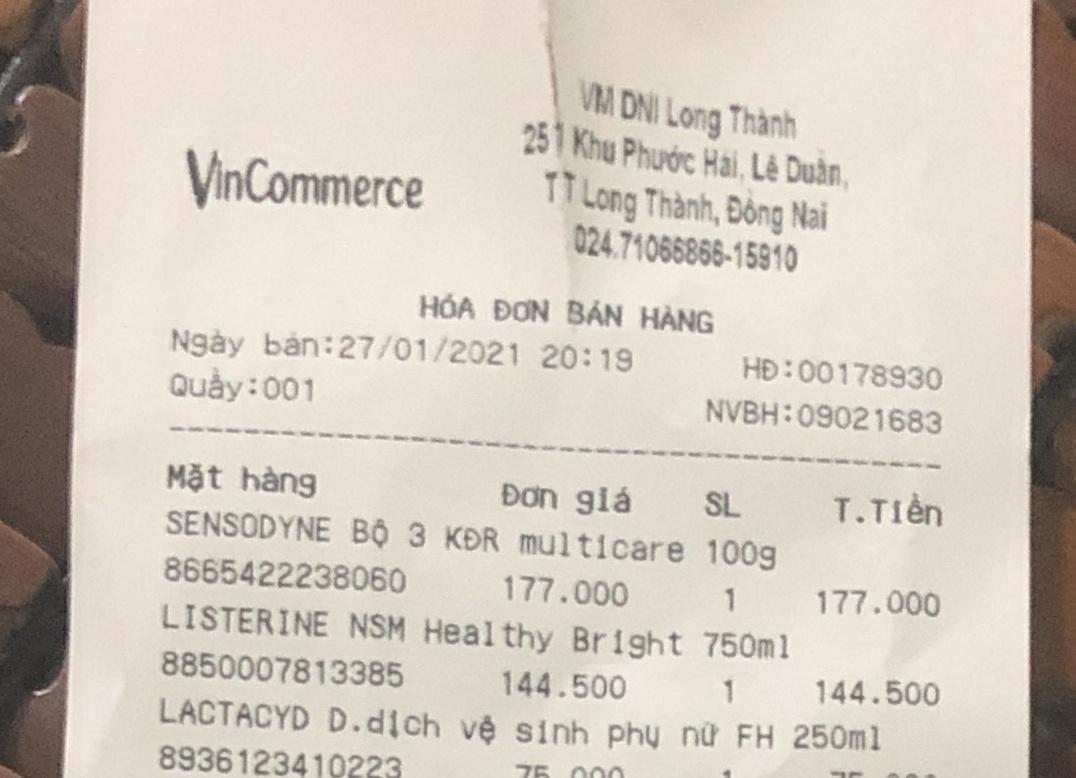 VinCommerce
VM DNI Long Thành
251 Khu Phước Hải, Lê Duẩn,
TT Long Thành, Đồng Nai
024.71066866-15910
HÓA ĐƠN BÁN HÀNG
Ngày bán:27/01/2021 20:19 HĐ:00178930
Quầy:001 NVBH:09021683
Mặt hàng Đơn giá SL T.Tiền
SENSODYNE BỘ 3 KĐR multicare 100g
8665422238060 177.000 1 177.000
LISTERINE NSM Healthy Bright 750ml
8850007813385 144.500 1 144.500
LACTACYD D.dịch vệ sinh phụ nữ FH 250ml
8936123410223 75.000 1 75.000